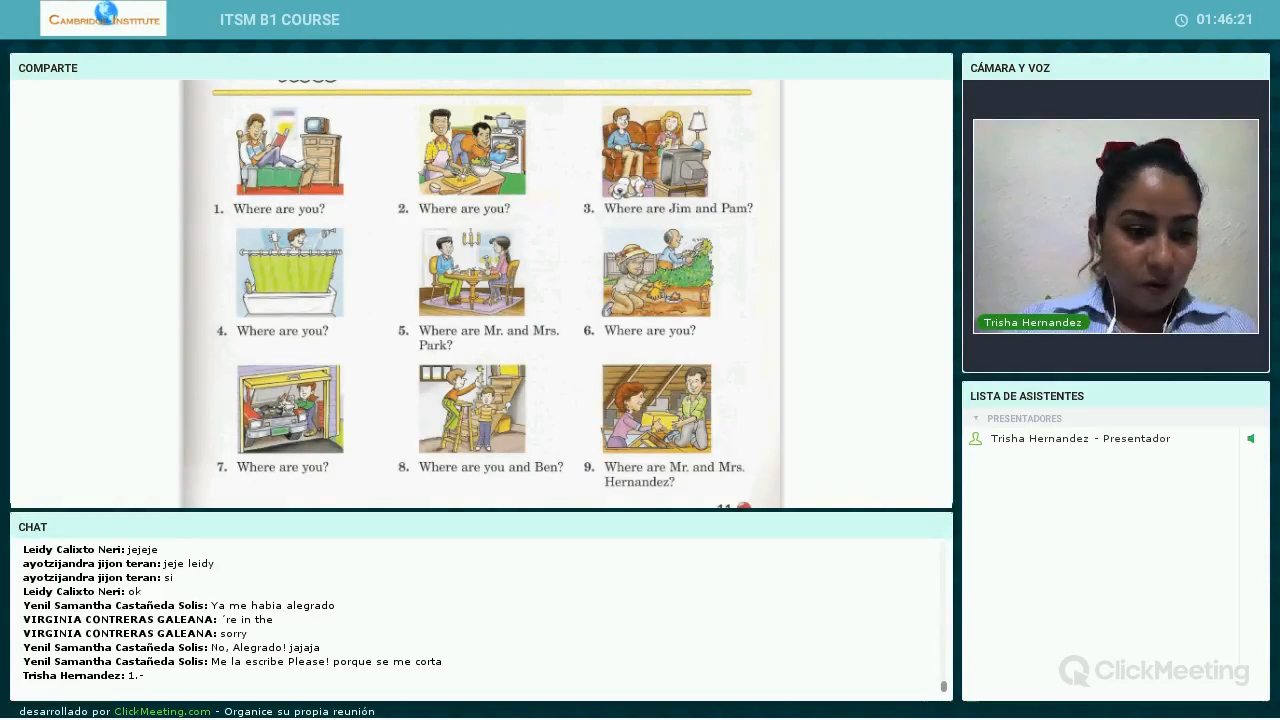 CAMBRIDGE INSTITUTE
ITSM B1 COURSE
01:46:21
COMPARTE
CÁMARA Y VOZ
1. Where are you?
2. Where are you?
3. Where are Jim and Pam?
4. Where are you?
5. Where are Mr. and Mrs.
Park?
6. Where are you?
7. Where are you?
8. Where are you and Ben?
9. Where are Mr. and Mrs.
Hernandez?
11
Trisha Hernandez
LISTA DE ASISTENTES
PRESENTADORES
Trisha Hernandez - Presentador
CHAT
Leidy Calixto Neri: jejeje
ayotzijandra jijon teran: jeje leidy
ayotzijandra jijon teran: si
Leidy Calixto Neri: ok
Yenil Samantha Castañeda Solis: Ya me habia alegrado
VIRGINIA CONTRERAS GALEANA: ´re in the
VIRGINIA CONTRERAS GALEANA: sorry
Yenil Samantha Castañeda Solis: No, Alegrado! jajaja
Yenil Samantha Castañeda Solis: Me la escribe Please! porque se me corta
Trisha Hernandez: 1.-
ClickMeeting
desarrollado por ClickMeeting.com - Organice su propia reunión